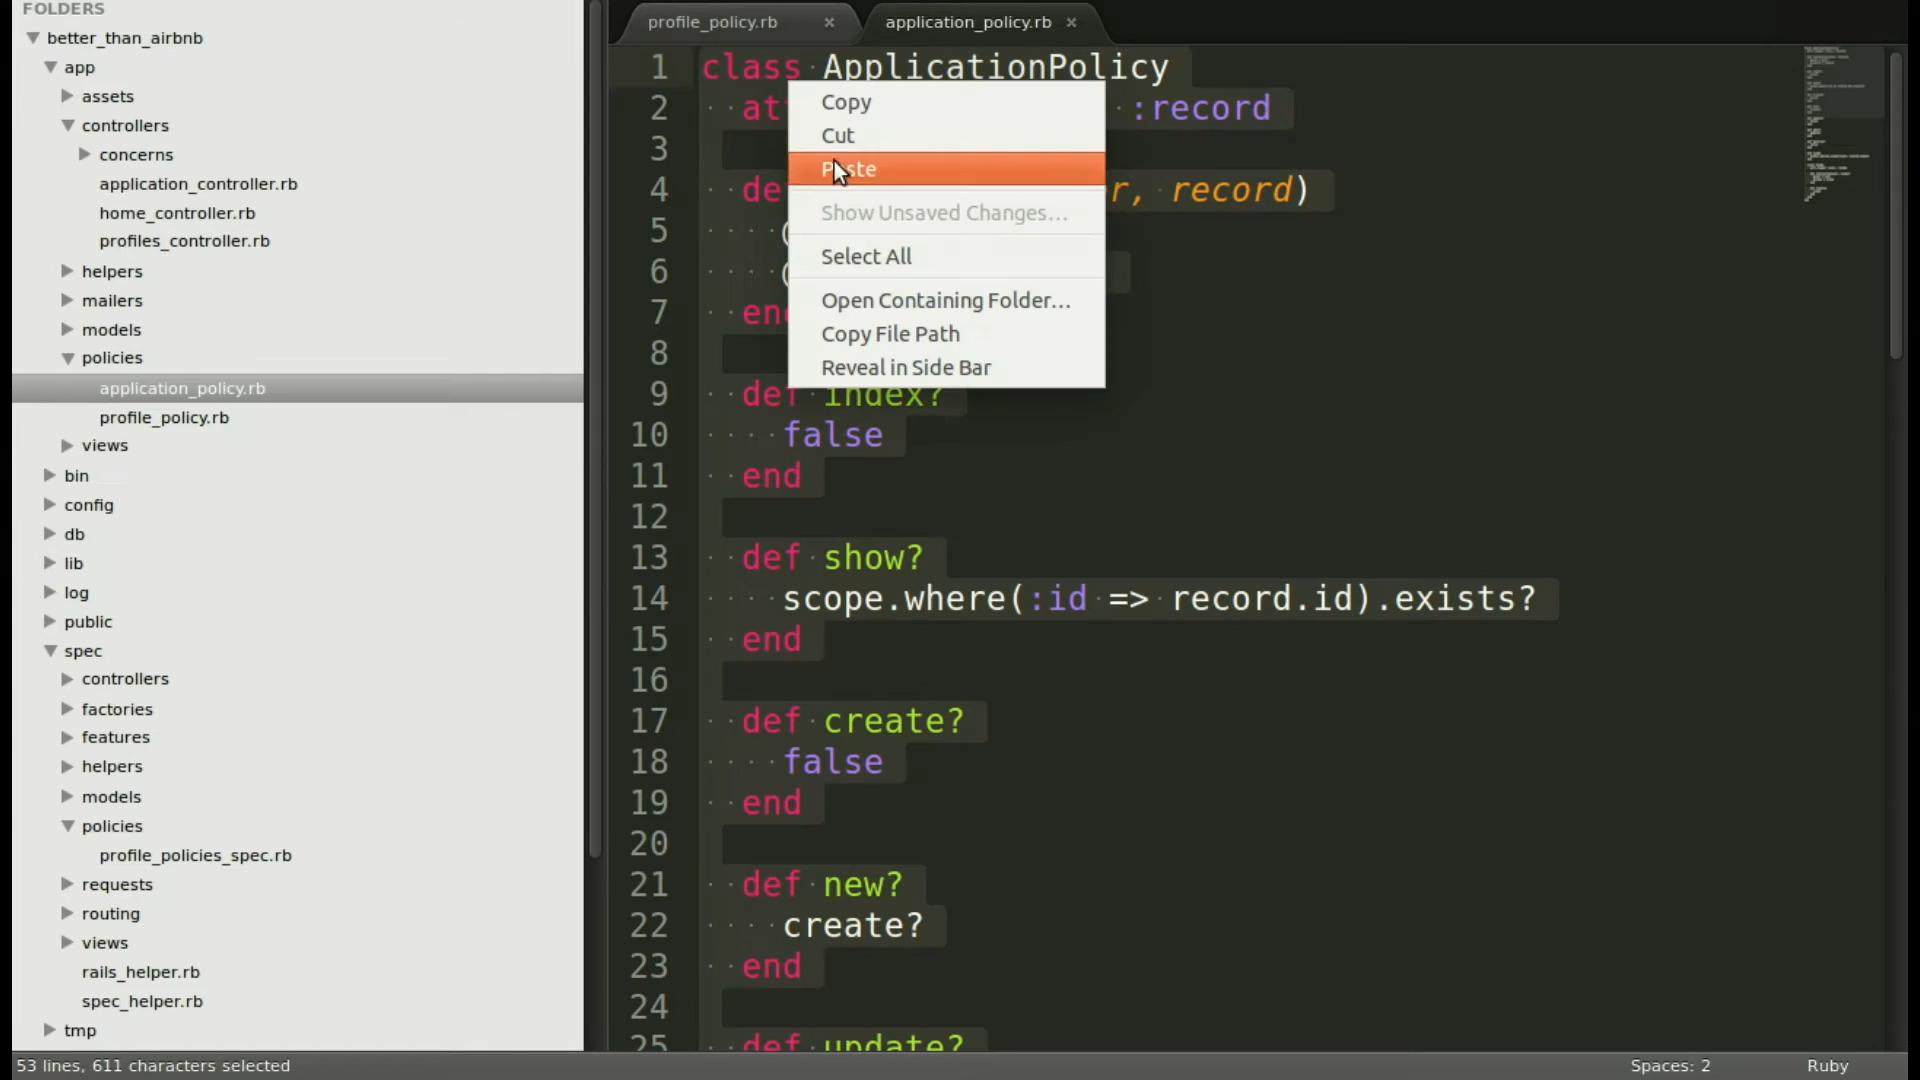 FOLDERS
better_than_airbnb
app
assets
controllers
concerns
application_controller.rb
home_controller.rb
profiles_controller.rb
helpers
mailers
models
policies
application_policy.rb
profile_policy.rb
views
bin
config
db
lib
log
public
spec
controllers
factories
features
helpers
models
policies
profile_policies_spec.rb
requests
routing
views
rails_helper.rb
spec_helper.rb
tmp
profile_policy.rb ×
application_policy.rb ×
1 class ApplicationPolicy
2 at :record
3
4 de r, record)
5
6
7 en
8
9 def index?
10 false
11 end
12
13 def show?
14 scope.where(:id => record.id).exists?
15 end
16
17 def create?
18 false
19 end
20
21 def new?
22 create?
23 end
24
25 def update?
Copy
Cut
Paste
Show Unsaved Changes...
Select All
Open Containing Folder...
Copy File Path
Reveal in Side Bar
53 lines, 611 characters selected
Spaces: 2
Ruby